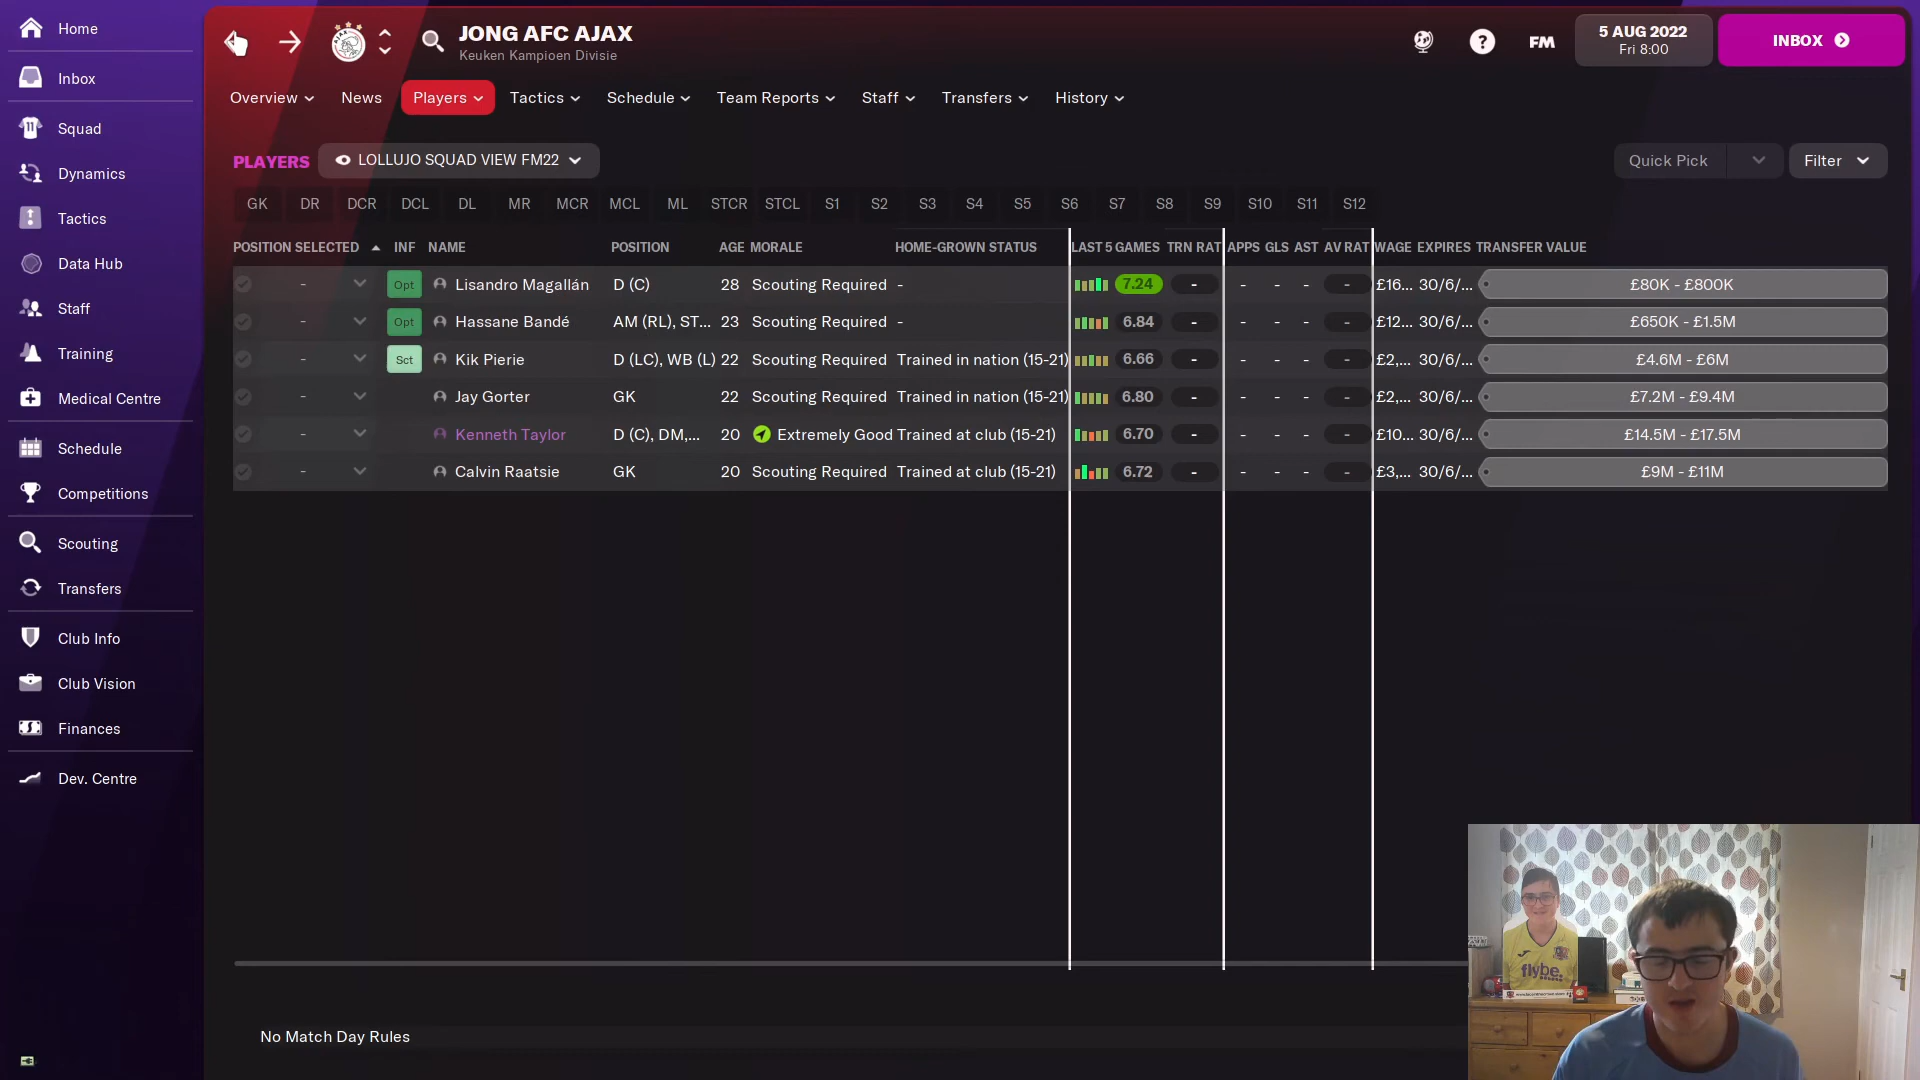 Home
Inbox
Squad
Dynamics
Tactics
Data Hub
Staff
Training
Medical Centre
Schedule
Competitions
Scouting
Transfers
Club Info
Club Vision
Finances
Dev. Centre
JONG AFC AJAX
Keuken Kampioen Divisie
? FM
5 AUG 2022
Fri 8:00
INBOX
Overview News Players Tactics Schedule Team Reports Staff Transfers History
PLAYERS LOLLUJO SQUAD VIEW FM22 Quick Pick Filter
GK DR DCR DCL DL MR MCR MCL ML STCR STCL S1 S2 S3 S4 S5 S6 S7 S8 S9 S10 S11 S12
POSITION SELECTED INF NAME POSITION AGE MORALE HOME-GROWN STATUS LAST 5 GAMES TRN RAT APPS GLS AST AV RAT WAGE EXPIRES TRANSFER VALUE
- Opt Lisandro Magallán D (C) 28 Scouting Required - 7.24 - - - - - £16... 30/6/... £80K - £800K
- Opt Hassane Bandé AM (RL), ST... 23 Scouting Required - 6.84 - - - - - £12... 30/6/... £650K - £1.5M
- Sct Kik Pierie D (LC), WB (L) 22 Scouting Required Trained in nation (15-21) 6.66 - - - - - £2,... 30/6/... £4.6M - £6M
- Jay Gorter GK 22 Scouting Required Trained in nation (15-21) 6.80 - - - - - £2,... 30/6/... £7.2M - £9.4M
- Kenneth Taylor D (C), DM,... 20 Extremely Good Trained at club (15-21) 6.70 - - - - - £10... 30/6/... £14.5M - £17.5M
- Calvin Raatsie GK 20 Scouting Required Trained at club (15-21) 6.72 - - - - - £3,... 30/6/... £9M - £11M
flybe.
No Match Day Rules